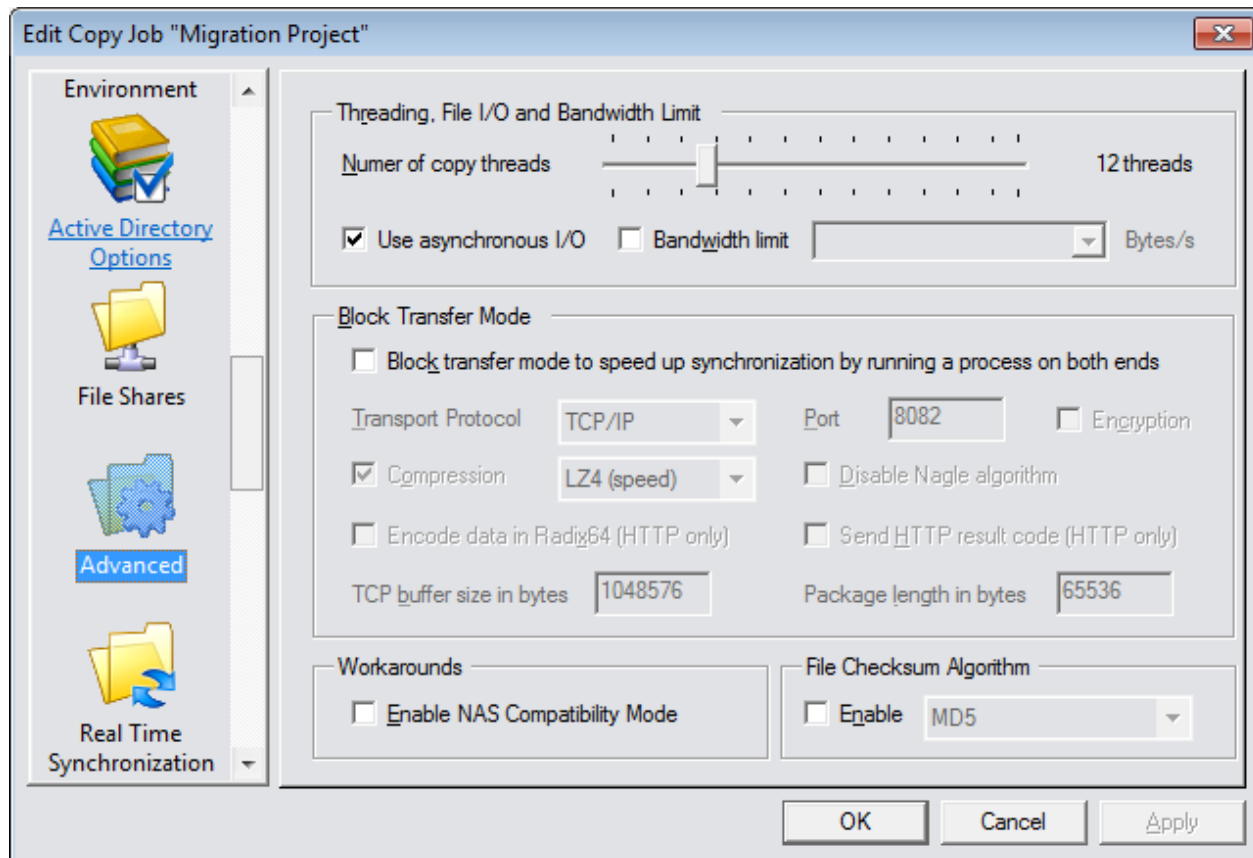 Edit Copy Job "Migration Project"
Environment
Active Directory
Options
File Shares
Advanced
Real Time
Synchronization
Threading, File I/O and Bandwidth Limit
Numer of copy threads
12 threads
Use asynchronous I/O
Bandwidth limit
Bytes/s
Block Transfer Mode
Block transfer mode to speed up synchronization by running a process on both ends
Transport Protocol
TCP/IP
Port
8082
Encryption
Compression
LZ4 (speed)
Disable Nagle algorithm
Encode data in Radix64 (HTTP only)
Send HTTP result code (HTTP only)
TCP buffer size in bytes
1048576
Package length in bytes
65536
Workarounds
Enable NAS Compatibility Mode
File Checksum Algorithm
Enable
MD5
OK
Cancel
Apply